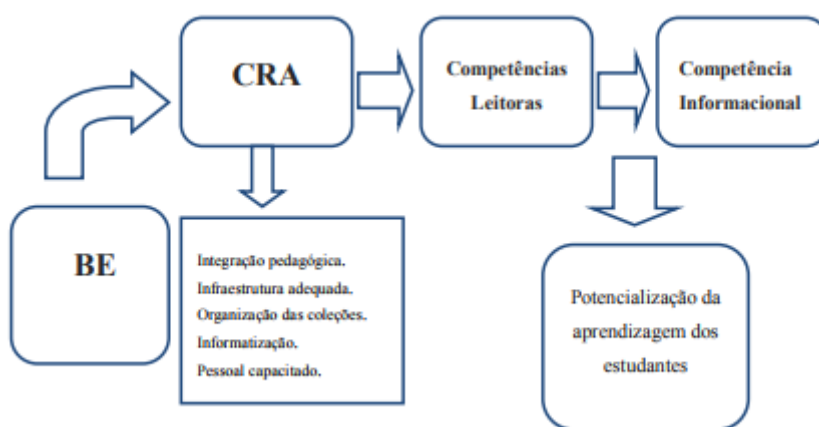 CRA
Competências
Leitoras
Competência
Informacional
BE
Integração pedagógica.
Infraestrutura adequada.
Organização das coleções.
Informatização.
Pessoal capacitado.
Potencialização da
aprendizagem dos
estudantes